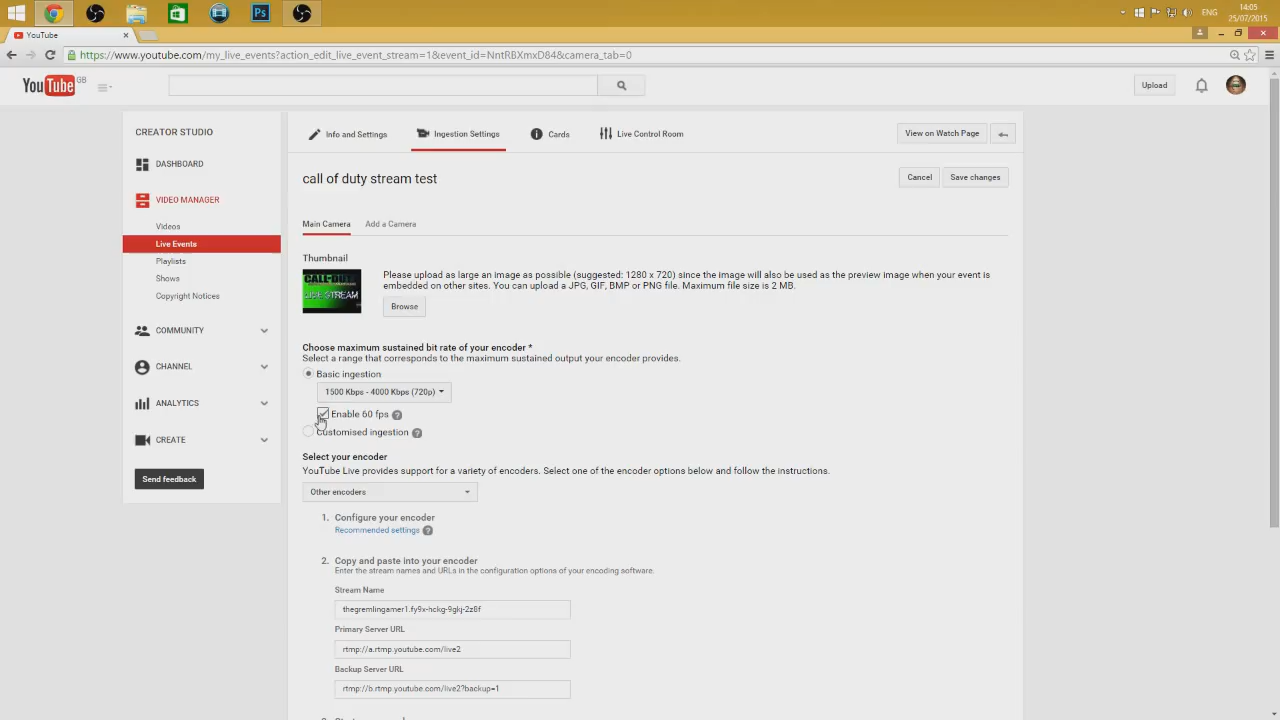 ENG
14:05
25/07/2015
YouTube
https://www.youtube.com/my_live_events?action_edit_live_event_stream=1&event_id=NntRBXmxD84&camera_tab=0
YouTube GB
Upload
CREATOR STUDIO
DASHBOARD
VIDEO MANAGER
Videos
Live Events
Playlists
Shows
Copyright Notices
COMMUNITY
CHANNEL
ANALYTICS
CREATE
Send feedback
Info and Settings
Ingestion Settings
Cards
Live Control Room
View on Watch Page
call of duty stream test
Cancel
Save changes
Main Camera
Add a Camera
Thumbnail
CALL OF DUTY
LIVE STREAM
Please upload as large an image as possible (suggested: 1280 x 720) since the image will also be used as the preview image when your event is
embedded on other sites. You can upload a JPG, GIF, BMP or PNG file. Maximum file size is 2 MB.
Browse
Choose maximum sustained bit rate of your encoder *
Select a range that corresponds to the maximum sustained output your encoder provides.
Basic ingestion
1500 Kbps - 4000 Kbps (720p)
Enable 60 fps ?
Customised ingestion ?
Select your encoder
YouTube Live provides support for a variety of encoders. Select one of the encoder options below and follow the instructions.
Other encoders
1. Configure your encoder
Recommended settings ?
2. Copy and paste into your encoder
Enter the stream names and URLs in the configuration options of your encoding software.
Stream Name
thegremlingamer1.fy9x-hckg-9gkj-2z8f
Primary Server URL
rtmp://a.rtmp.youtube.com/live2
Backup Server URL
rtmp://b.rtmp.youtube.com/live2?backup=1